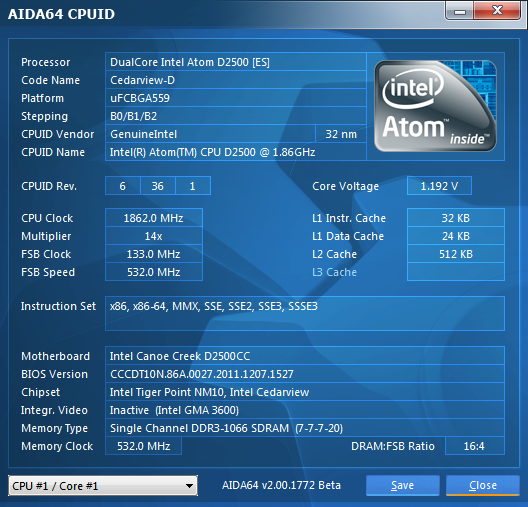 AIDA64 CPUID
Processor DualCore Intel Atom D2500 [ES]
Code Name Cedarview-D
Platform uFCBGA559
Stepping B0/B1/B2
CPUID Vendor GenuineIntel 32 nm
CPUID Name Intel(R) Atom(TM) CPU D2500 @ 1.86GHz
intel
Atom
inside™
CPUID Rev. 6 36 1 Core Voltage 1.192 V
CPU Clock 1862.0 MHz L1 Instr. Cache 32 KB
Multiplier 14x L1 Data Cache 24 KB
FSB Clock 133.0 MHz L2 Cache 512 KB
FSB Speed 532.0 MHz L3 Cache
Instruction Set x86, x86-64, MMX, SSE, SSE2, SSE3, SSSE3
Motherboard Intel Canoe Creek D2500CC
BIOS Version CCCDT10N.86A.0027.2011.1207.1527
Chipset Intel Tiger Point NM10, Intel Cedarview
Integr. Video Inactive (Intel GMA 3600)
Memory Type Single Channel DDR3-1066 SDRAM (7-7-7-20)
Memory Clock 532.0 MHz DRAM:FSB Ratio 16:4
CPU #1 / Core #1 AIDA64 v2.00.1772 Beta Save Close